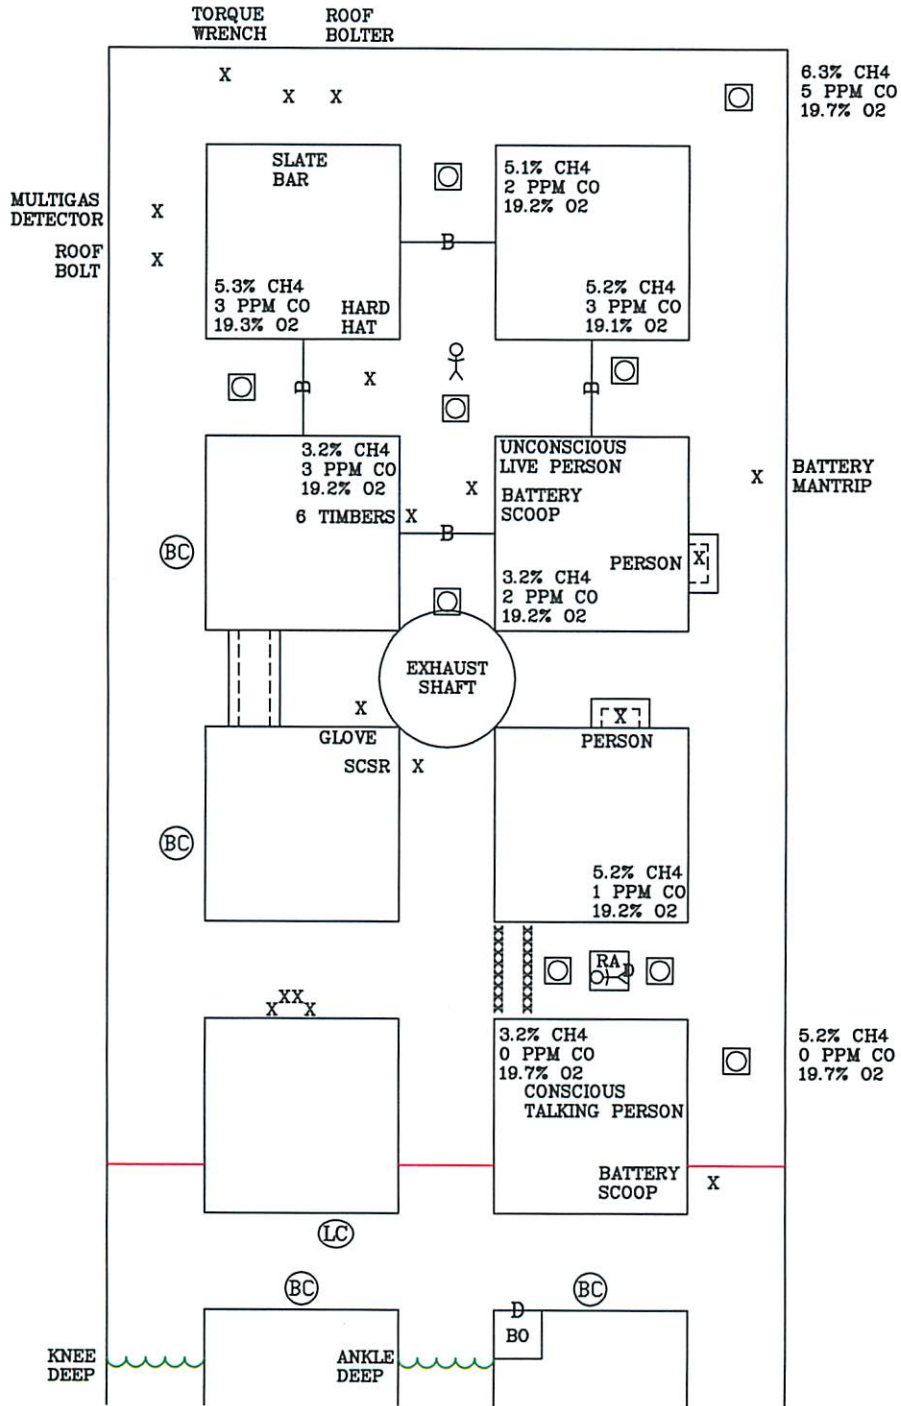 TORQUE
WRENCH
ROOF
BOLTER
X
X X
6.3% CH4
5 PPM CO
19.7% O2
SLATE
BAR
5.1% CH4
2 PPM CO
19.2% O2
MULTIGAS
DETECTOR
X
ROOF
BOLT
X
B
5.3% CH4
3 PPM CO
19.3% O2
HARD
HAT
5.2% CH4
3 PPM CO
19.1% O2
B
X
B
3.2% CH4
3 PPM CO
19.2% O2
6 TIMBERS X
X
UNCONSCIOUS
LIVE PERSON
BATTERY
SCOOP
X
BATTERY
MANTRIP
B
BC
PERSON X
3.2% CH4
2 PPM CO
19.2% O2
EXHAUST
SHAFT
X
GLOVE
SCSR X
X
PERSON
BC
5.2% CH4
1 PPM CO
19.2% O2
RA
D
XX
X X
3.2% CH4
0 PPM CO
19.7% O2
CONSCIOUS
TALKING PERSON
5.2% CH4
0 PPM CO
19.7% O2
BATTERY
SCOOP
X
LC
BC
BC
D
BO
KNEE
DEEP
ANKLE
DEEP